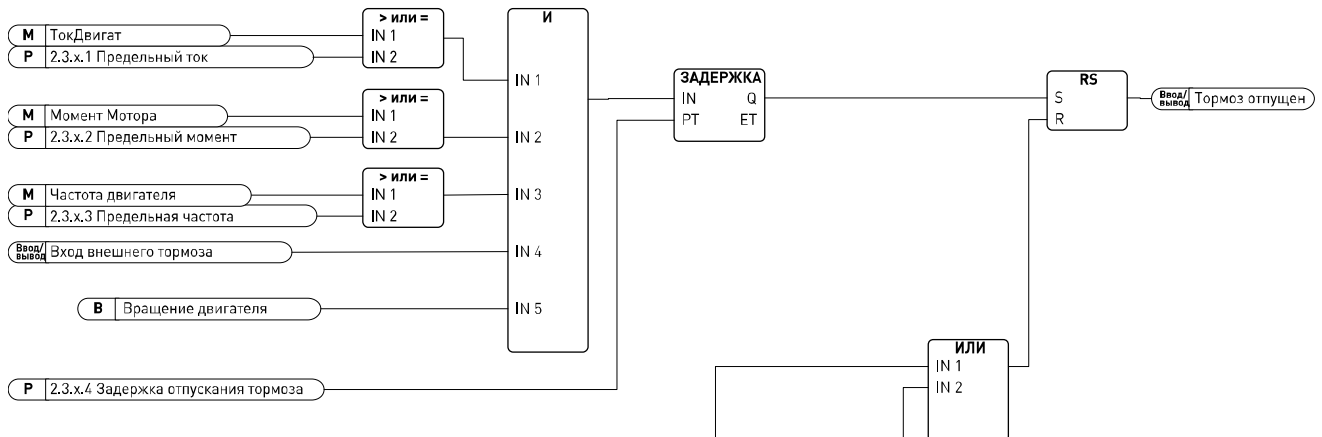 > или =
М ТокДвигат
IN 1
Р 2.3.x.1 Предельный ток
IN 2
И
IN 1
> или =
М Момент Мотора
IN 1
Р 2.3.x.2 Предельный момент
IN 2
IN 2
> или =
М Частота двигателя
IN 1
IN 3
Р 2.3.x.3 Предельная частота
IN 2
Ввод/
вывод
Вход внешнего тормоза
IN 4
В Вращение двигателя
IN 5
Р 2.3.x.4 Задержка отпускания тормоза
ЗАДЕРЖКА
IN Q
PT ET
RS
S
R
Ввод/
вывод
Тормоз отпущен
ИЛИ
IN 1
IN 2